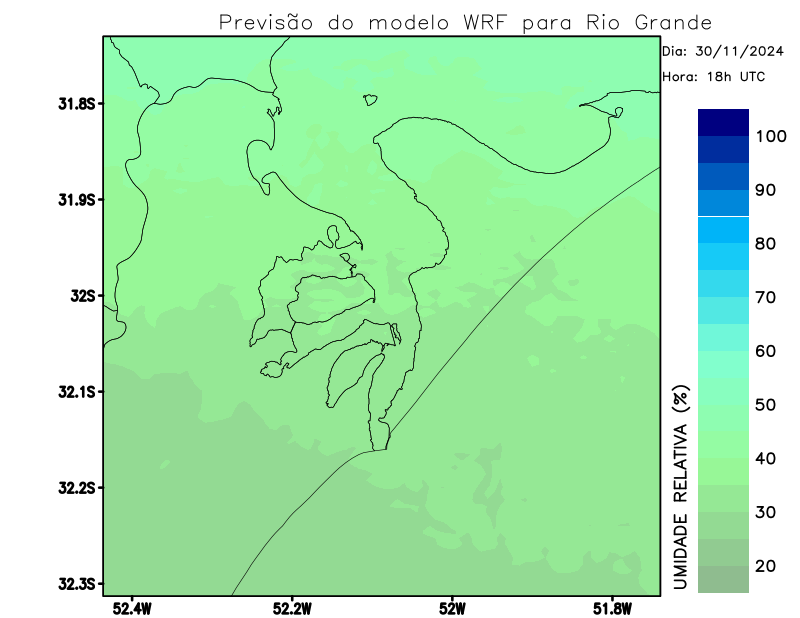 Previsão do modelo WRF para Rio Grande
Dia: 30/11/2024
Hora: 18h UTC
31.8S
31.9S
32S
32.1S
32.2S
32.3S
52.4W
52.2W
52W
51.8W
UMIDADE RELATIVA (%)
100
90
80
70
60
50
40
30
20